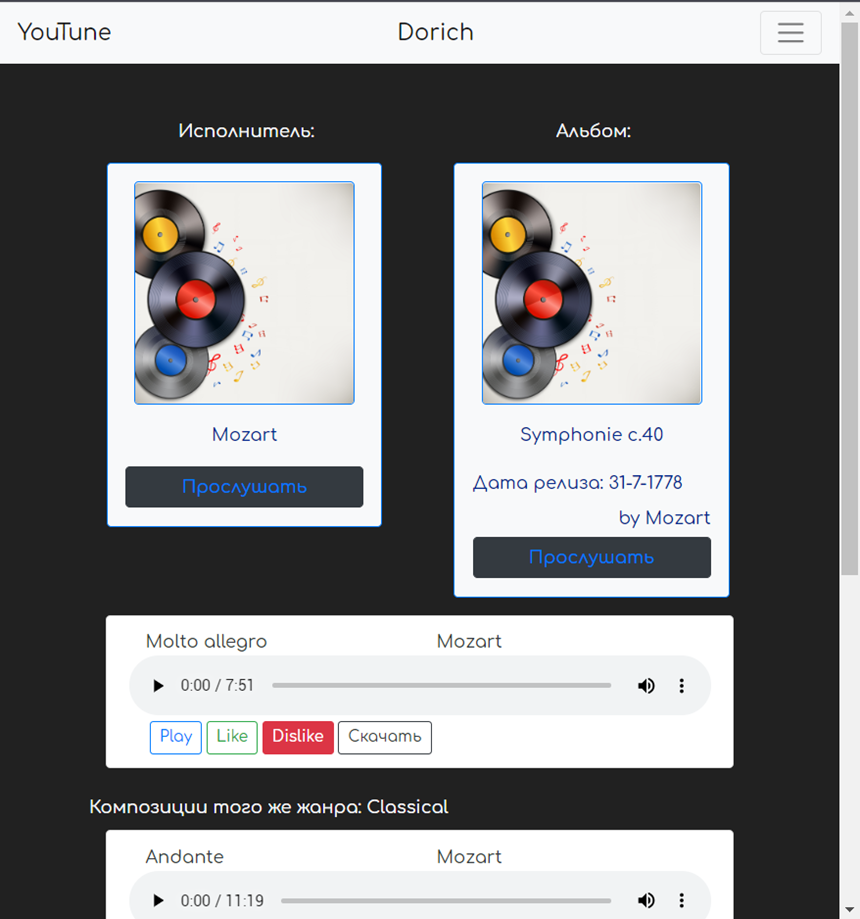 YouTune Dorich
Исполнитель:
Mozart
Прослушать
Альбом:
Symphonie c.40
Дата релиза: 31-7-1778
by Mozart
Прослушать
Molto allegro Mozart
0:00 / 7:51
Play Like Dislike Скачать
Композиции того же жанра: Classical
Andante Mozart
0:00 / 11:19